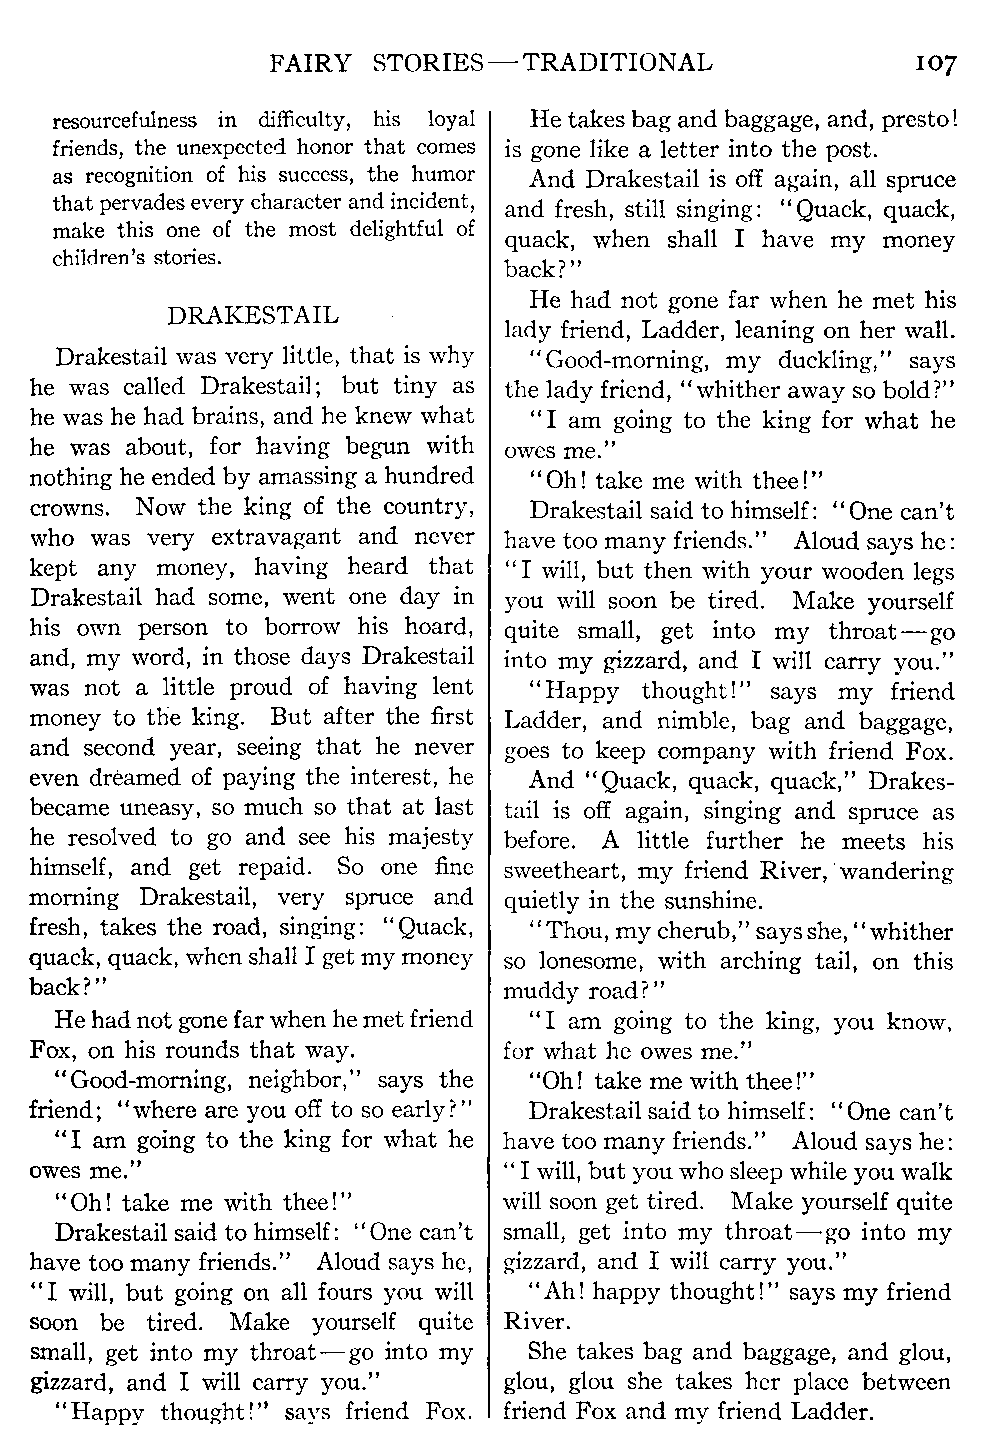 FAIRY STORIES—TRADITIONAL 107
resourcefulness in difficulty, his loyal
friends, the unexpected honor that comes
as recognition of his success, the humor
that pervades every character and incident,
make this one of the most delightful of
children's stories.
DRAKESTAIL
Drakestail was very little, that is why
he was called Drakestail; but tiny as
he was he had brains, and he knew what
he was about, for having begun with
nothing he ended by amassing a hundred
crowns. Now the king of the country,
who was very extravagant and never
kept any money, having heard that
Drakestail had some, went one day in
his own person to borrow his hoard,
and, my word, in those days Drakestail
was not a little proud of having lent
money to the king. But after the first
and second year, seeing that he never
even dreamed of paying the interest, he
became uneasy, so much so that at last
he resolved to go and see his majesty
himself, and get repaid. So one fine
morning Drakestail, very spruce and
fresh, takes the road, singing: "Quack,
quack, quack, when shall I get my money
back?"
He had not gone far when he met friend
Fox, on his rounds that way.
"Good-morning, neighbor," says the
friend; "where are you off to so early?"
"I am going to the king for what he
owes me."
"Oh! take me with thee!"
Drakestail said to himself: "One can't
have too many friends." Aloud says he,
"I will, but going on all fours you will
soon be tired. Make yourself quite
small, get into my throat—go into my
gizzard, and I will carry you."
"Happy thought!" says friend Fox.
He takes bag and baggage, and, presto!
is gone like a letter into the post.
And Drakestail is off again, all spruce
and fresh, still singing: "Quack, quack,
quack, when shall I have my money
back?"
He had not gone far when he met his
lady friend, Ladder, leaning on her wall.
"Good-morning, my duckling," says
the lady friend, "whither away so bold?"
"I am going to the king for what he
owes me."
"Oh! take me with thee!"
Drakestail said to himself: "One can't
have too many friends." Aloud says he:
"I will, but then with your wooden legs
you will soon be tired. Make yourself
quite small, get into my throat—go
into my gizzard, and I will carry you."
"Happy thought!" says my friend
Ladder, and nimble, bag and baggage,
goes to keep company with friend Fox.
And "Quack, quack, quack," Drakes-
tail is off again, singing and spruce as
before. A little further he meets his
sweetheart, my friend River, wandering
quietly in the sunshine.
"Thou, my cherub," says she, "whither
so lonesome, with arching tail, on this
muddy road?"
"I am going to the king, you know,
for what he owes me."
"Oh! take me with thee!"
Drakestail said to himself: "One can't
have too many friends." Aloud says he:
"I will, but you who sleep while you walk
will soon get tired. Make yourself quite
small, get into my throat—go into my
gizzard, and I will carry you."
"Ah! happy thought!" says my friend
River.
She takes bag and baggage, and glou,
glou, glou she takes her place between
friend Fox and my friend Ladder.